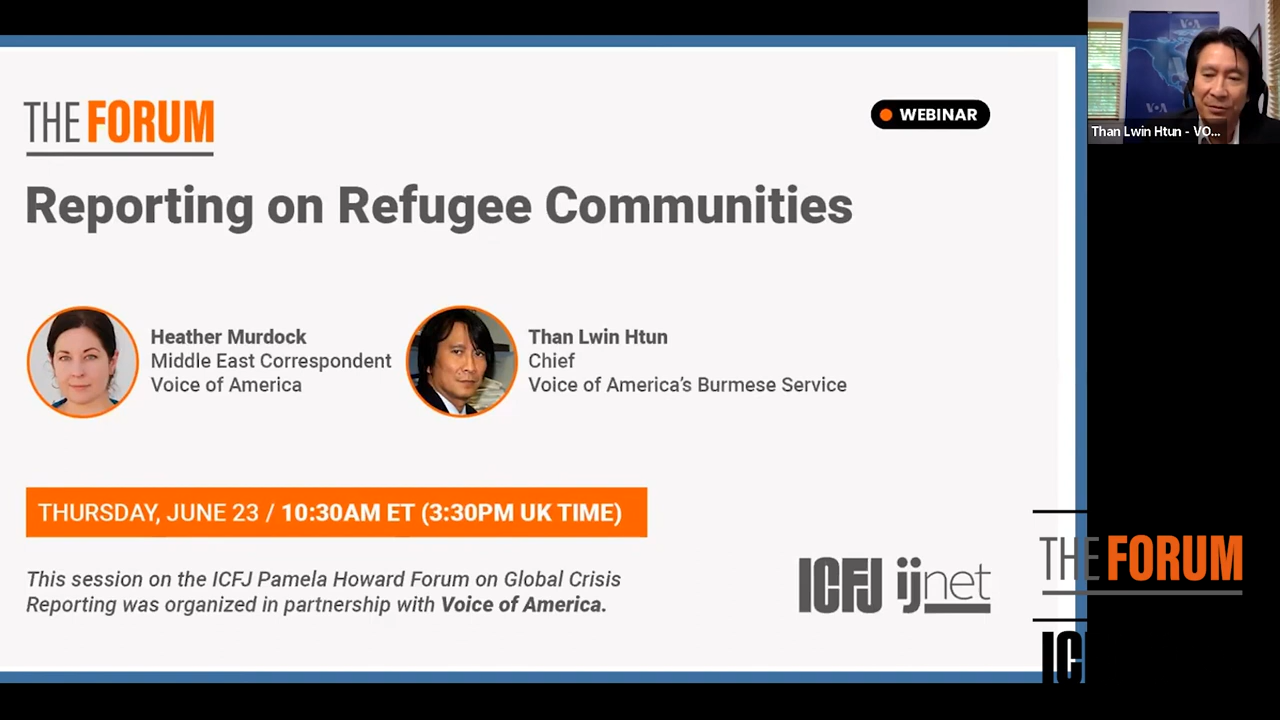 THE FORUM
WEBINAR
Reporting on Refugee Communities
Heather Murdock
Middle East Correspondent
Voice of America
Than Lwin Htun
Chief
Voice of America’s Burmese Service
THURSDAY, JUNE 23 / 10:30AM ET (3:30PM UK TIME)
This session on the ICFJ Pamela Howard Forum on Global Crisis
Reporting was organized in partnership with Voice of America.
ICFJ ijnet
VOA
VOA
Than Lwin Htun - VO...
THE FORUM
IC